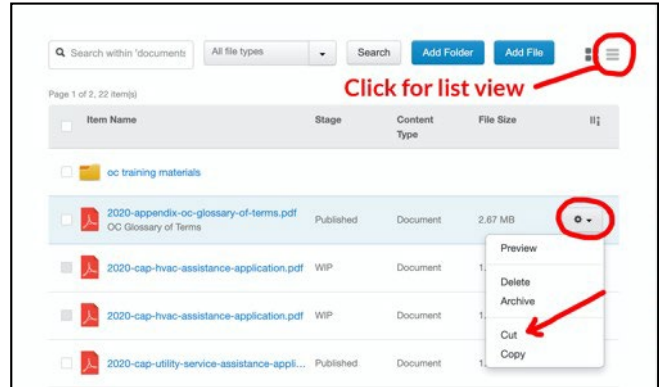 Search within 'documents
All file types
Search
Add Folder
Add File
Click for list view
Page 1 of 2, 22 item(s)
Item Name
Stage
Content
Type
File Size
oc training materials
2020-appendix-oc-glossary-of-terms.pdf
OC Glossary of Terms
Published
Document
2.67 MB
2020-cap-hvac-assistance-application.pdf
WIP
Document
1.
2020-cap-hvac-assistance-application.pdf
WIP
Document
1.
2020-cap-utility-service-assistance-appli...
Published
Document
1.
Preview
Delete
Archive
Cut
Copy